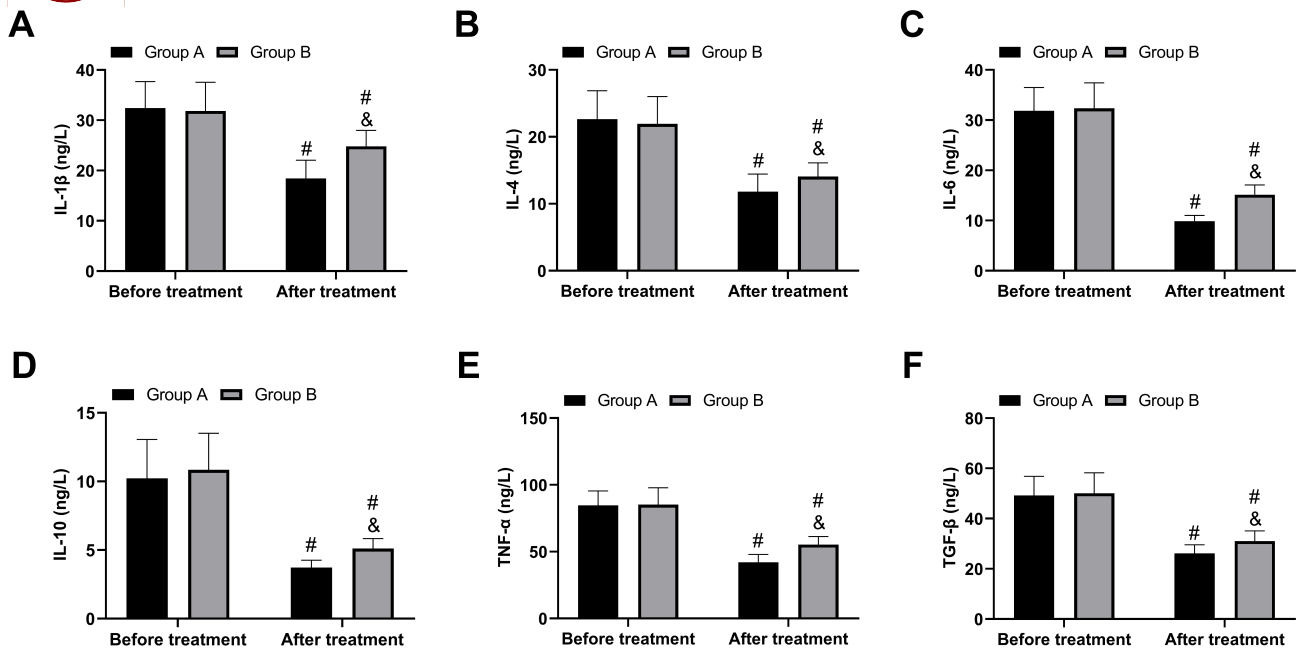 A
Group A Group B
IL-1β (ng/L)
40
30
20
10
0
#
#
&
Before treatment After treatment
B
Group A Group B
IL-4 (ng/L)
30
20
10
0
#
#
&
Before treatment After treatment
C
Group A Group B
IL-6 (ng/L)
40
30
20
10
0
#
#
&
Before treatment After treatment
D
Group A Group B
IL-10 (ng/L)
15
10
5
0
#
#
&
Before treatment After treatment
E
Group A Group B
TNF-α (ng/L)
150
100
50
0
#
#
&
Before treatment After treatment
F
Group A Group B
TGF-β (ng/L)
80
60
40
20
0
#
#
&
Before treatment After treatment